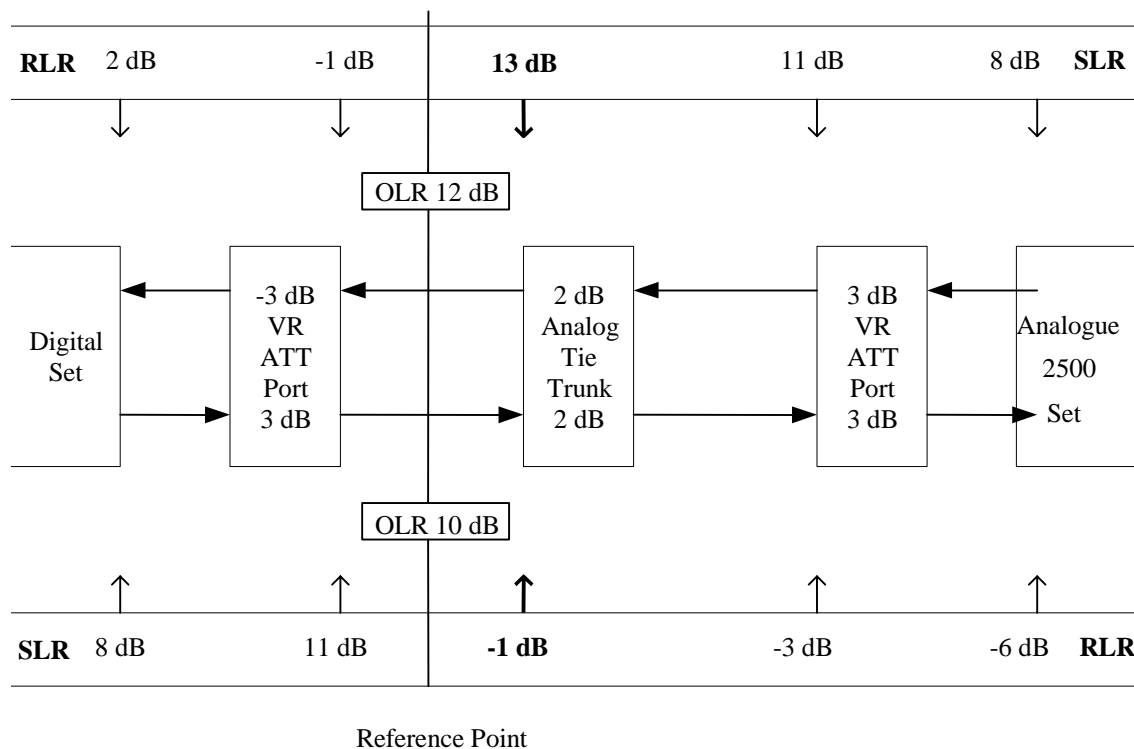 RLR 2 dB -1 dB 13 dB 11 dB 8 dB SLR
OLR 12 dB
Digital
Set
-3 dB
VR
ATT
Port
3 dB
2 dB
Analog
Tie
Trunk
2 dB
3 dB
VR
ATT
Port
3 dB
Analogue
2500
Set
OLR 10 dB
SLR 8 dB 11 dB -1 dB -3 dB -6 dB RLR
Reference Point